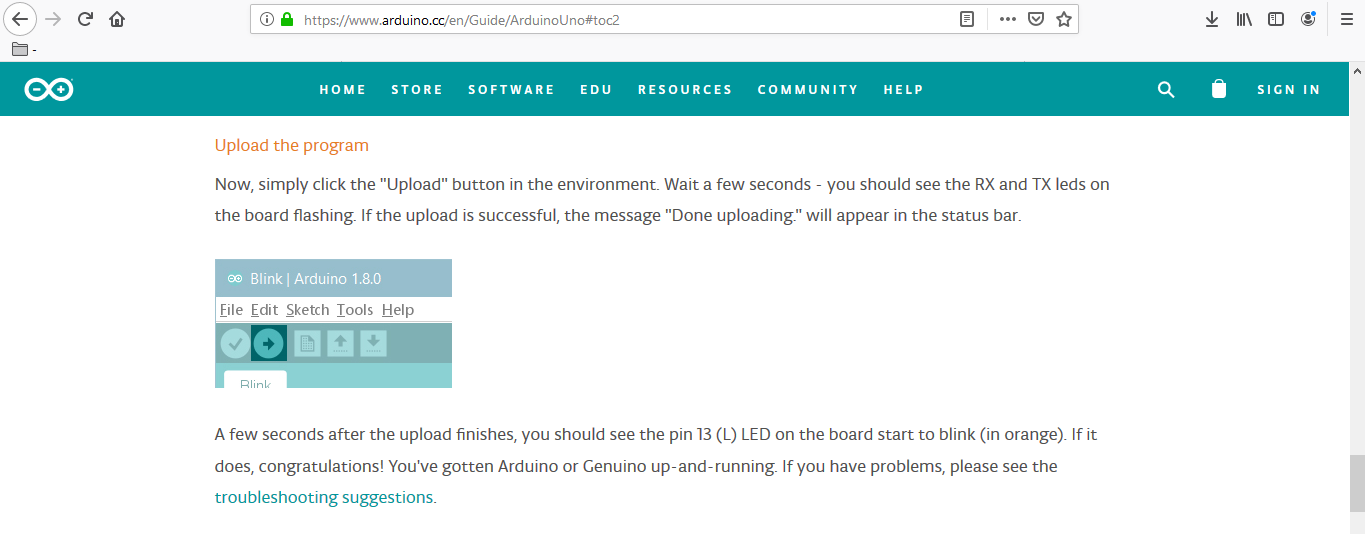 https://www.arduino.cc/en/Guide/ArduinoUno#toc2
-
HOME STORE SOFTWARE EDU RESOURCES COMMUNITY HELP SIGN IN
Upload the program
Now, simply click the "Upload" button in the environment. Wait a few seconds - you should see the RX and TX leds on
the board flashing. If the upload is successful, the message "Done uploading." will appear in the status bar.
Blink | Arduino 1.8.0
File Edit Sketch Tools Help
Blink
A few seconds after the upload finishes, you should see the pin 13 (L) LED on the board start to blink (in orange). If it
does, congratulations! You've gotten Arduino or Genuino up-and-running. If you have problems, please see the
troubleshooting suggestions.